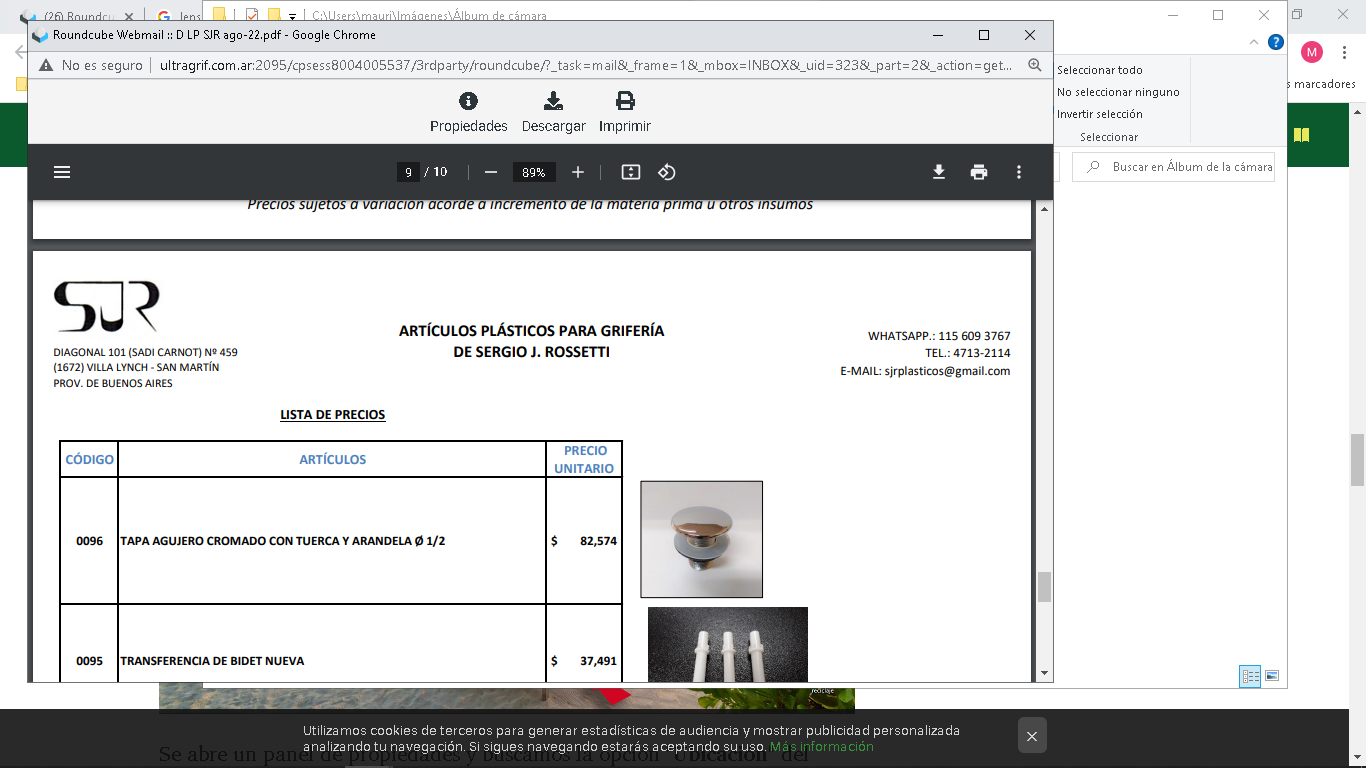 (26) Roundcu
lens
C:\Users\mauri\Imágenes\Álbum de cámara
Roundcube Webmail :: D LP SJR ago-22.pdf - Google Chrome
No es seguro
ultragrif.com.ar:2095/cpsess8004005537/3rdparty/roundcube/?_task=mail&_frame=1&_mbox=INBOX&_uid=323&_part=2&_action=get...
M
s marcadores
Seleccionar todo
No seleccionar ninguno
Invertir selección
Seleccionar
Buscar en Álbum de la cámara
Propiedades Descargar Imprimir
9 / 10
89%
Precios sujetos a variación acorde a incremento de la materia prima u otros insumos
SJR
DIAGONAL 101 (SADI CARNOT) Nº 459
(1672) VILLA LYNCH - SAN MARTÍN
PROV. DE BUENOS AIRES
ARTÍCULOS PLÁSTICOS PARA GRIFERÍA
DE SERGIO J. ROSSETTI
WHATSAPP.: 115 609 3767
TEL.: 4713-2114
E-MAIL: sjrplasticos@gmail.com
LISTA DE PRECIOS
CÓDIGO ARTÍCULOS PRECIO UNITARIO
0096 TAPA AGUJERO CROMADO CON TUERCA Y ARANDELA Ø 1/2 $ 82,574
0095 TRANSFERENCIA DE BIDET NUEVA $ 37,491
reciclaje
Utilizamos cookies de terceros para generar estadísticas de audiencia y mostrar publicidad personalizada
analizando tu navegación. Si sigues navegando estarás aceptando su uso. Más información
Se abre un panel de propiedades y buscamos la opción "Ubicación" del